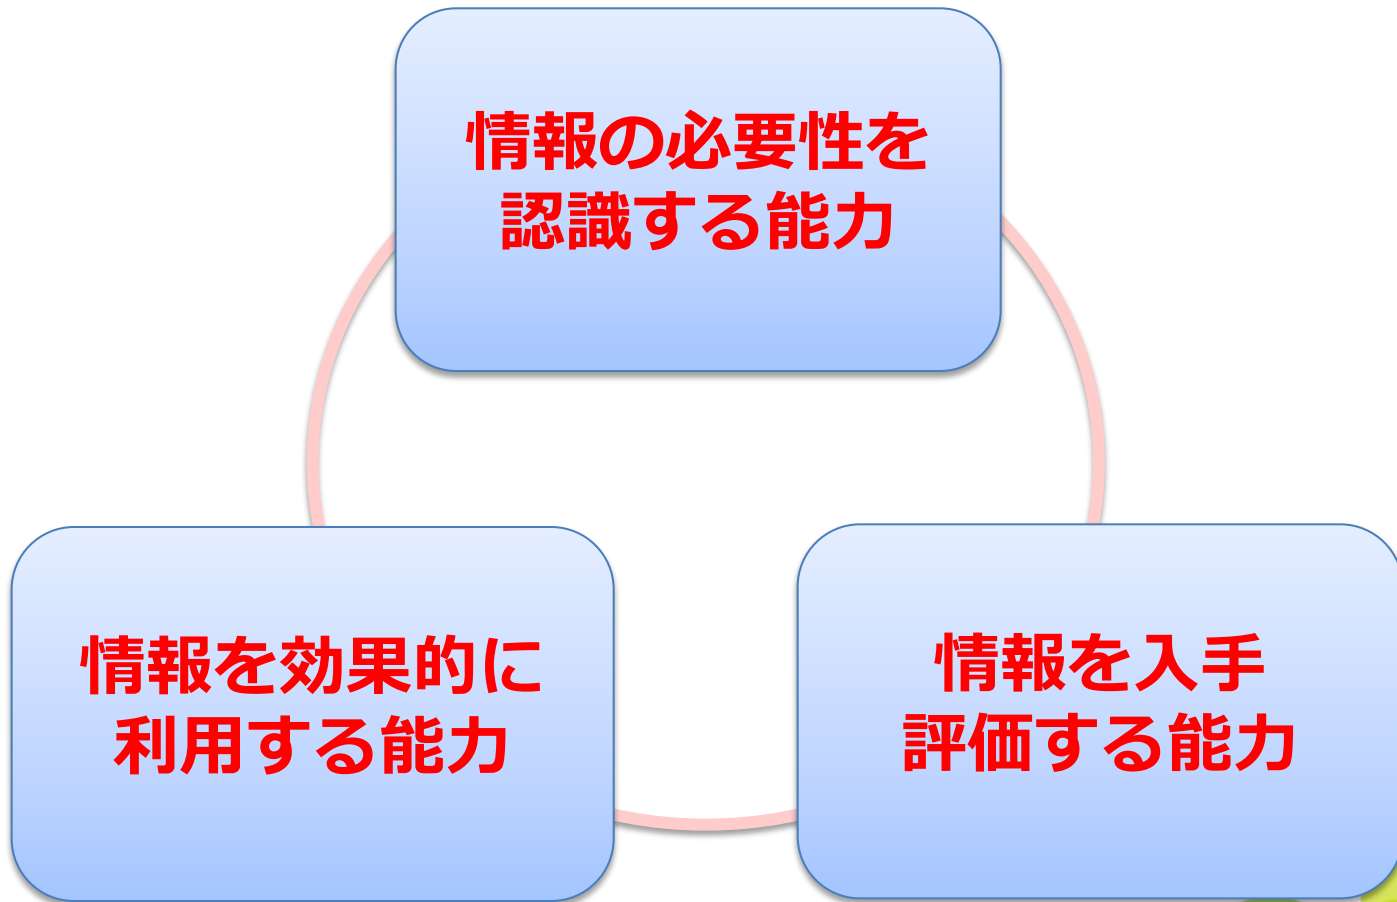 情報の必要性を
認識する能力
情報を効果的に
利用する能力
情報を入手
評価する能力